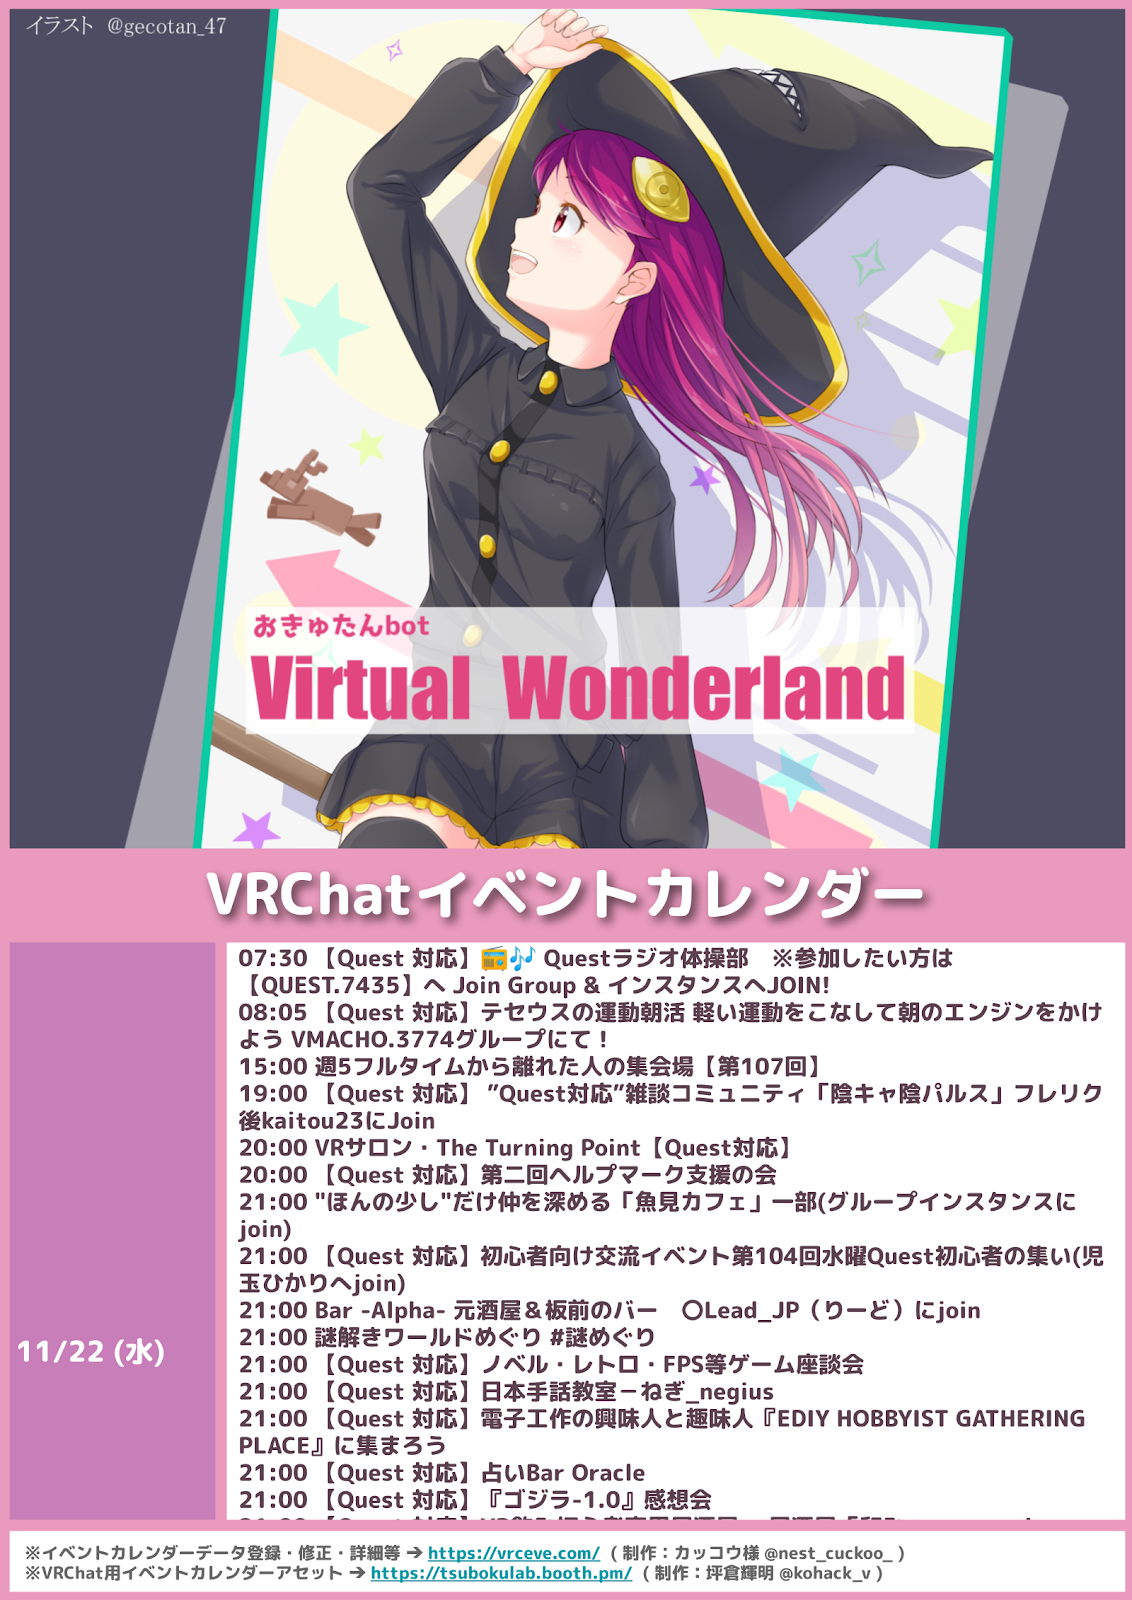 イラスト @gecotan_47
おきゅたんbot
Virtual Wonderland
VRChatイベントカレンダー
11/22 (水)
07:30 【Quest 対応】📻🎶 Questラジオ体操部　※参加したい方は
【QUEST.7435】へ Join Group & インスタンスへJOIN!
08:05 【Quest 対応】テセウスの運動朝活 軽い運動をこなして朝のエンジンをかけ
よう VMACHO.3774グループにて！
15:00 週5フルタイムから離れた人の集会場【第107回】
19:00 【Quest 対応】 ”Quest対応”雑談コミュニティ「陰キャ陰パルス」フレリク
後kaitou23にJoin
20:00 VRサロン・The Turning Point【Quest対応】
20:00 【Quest 対応】第二回ヘルプマーク支援の会
21:00 "ほんの少し"だけ仲を深める「魚見カフェ」一部(グループインスタンスに
join)
21:00 【Quest 対応】初心者向け交流イベント第104回水曜Quest初心者の集い(児
玉ひかりへjoin)
21:00 Bar -Alpha- 元酒屋＆板前のバー　〇Lead_JP（りーど）にjoin
21:00 謎解きワールドめぐり #謎めぐり
21:00 【Quest 対応】ノベル・レトロ・FPS等ゲーム座談会
21:00 【Quest 対応】日本手話教室－ねぎ_negius
21:00 【Quest 対応】電子工作の興味人と趣味人『EDIY HOBBYIST GATHERING
PLACE』に集まろう
21:00 【Quest 対応】占いBar Oracle
21:00 【Quest 対応】『ゴジラ-1.0』感想会
※イベントカレンダーデータ登録・修正・詳細等 ➔ https://vrceve.com/ （制作：カッコウ様 @nest_cuckoo_ ）
※VRChat用イベントカレンダーアセット ➔ https://tsubokulab.booth.pm/ （制作：坪倉輝明 @kohack_v ）